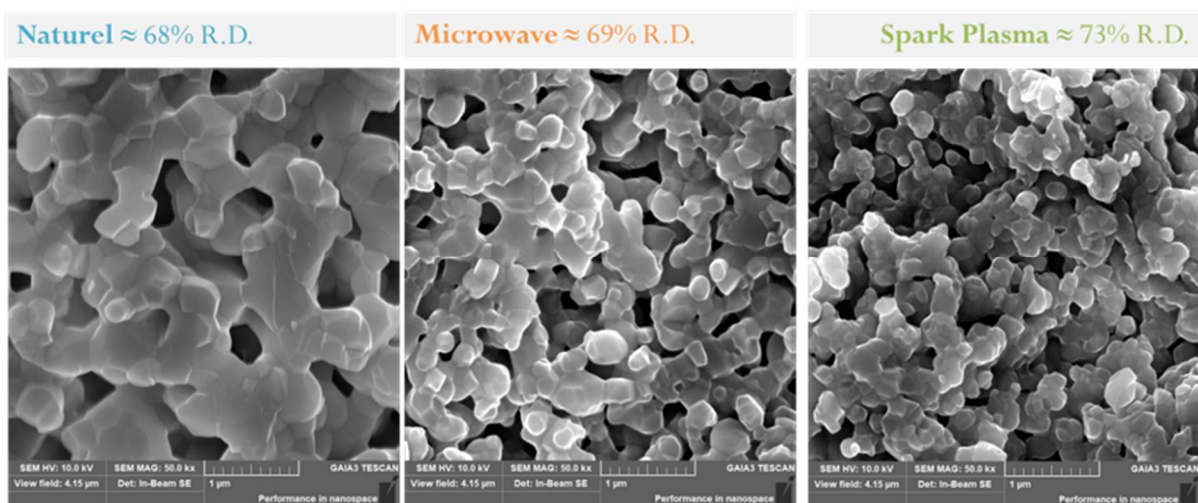 Naturel ≈ 68% R.D.
Microwave ≈ 69% R.D.
Spark Plasma ≈ 73% R.D.
SEM HV: 10.0 kV SEM MAG: 50.0 kx GAIA3 TESCAN
View field: 4.15 µm Det: In-Beam SE 1 µm
Performance in nanospace
SEM HV: 10.0 kV SEM MAG: 50.0 kx GAIA3 TESCAN
View field: 4.15 µm Det: In-Beam SE 1 µm
Performance in nanospace
SEM HV: 10.0 kV SEM MAG: 50.0 kx GAIA3 TESCAN
View field: 4.15 µm Det: In-Beam SE 1 µm
Performance in nanospace